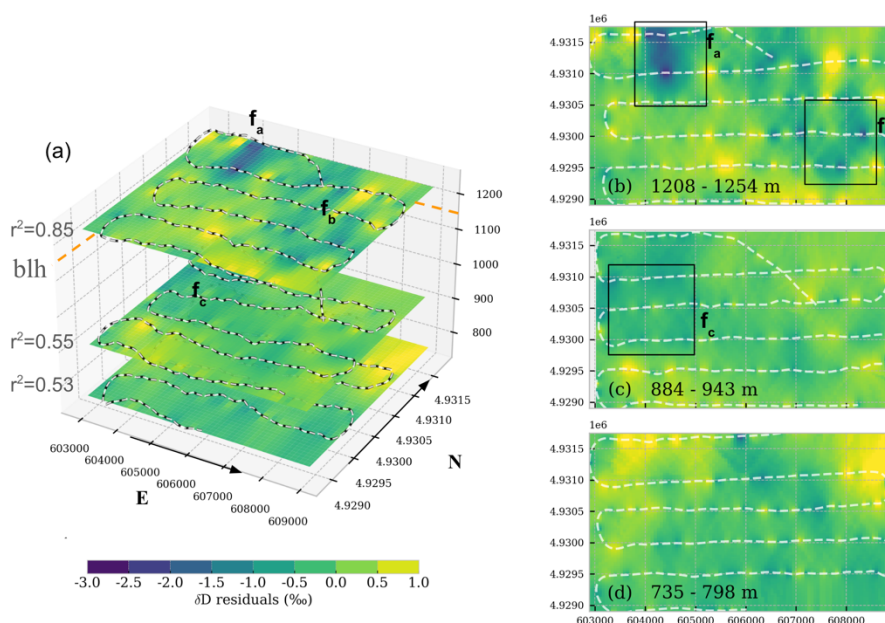 (a)
f_a
f_b
f_c
r²=0.85
blh
r²=0.55
r²=0.53
1200
1100
1000
900
800
4.9315
4.9310
4.9305
4.9300
4.9295
4.9290
N
603000
604000
605000
606000
607000
608000
609000
E
-3.0 -2.5 -2.0 -1.5 -1.0 -0.5 0.0 0.5 1.0
δD residuals (‰)
1e6
4.9315
4.9310
4.9305
4.9300
4.9295
4.9290
f_a
f
(b) 1208 - 1254 m
1e6
4.9315
4.9310
4.9305
4.9300
4.9295
4.9290
f_c
(c) 884 - 943 m
1e6
4.9315
4.9310
4.9305
4.9300
4.9295
4.9290
(d) 735 - 798 m
603000 604000 605000 606000 607000 608000